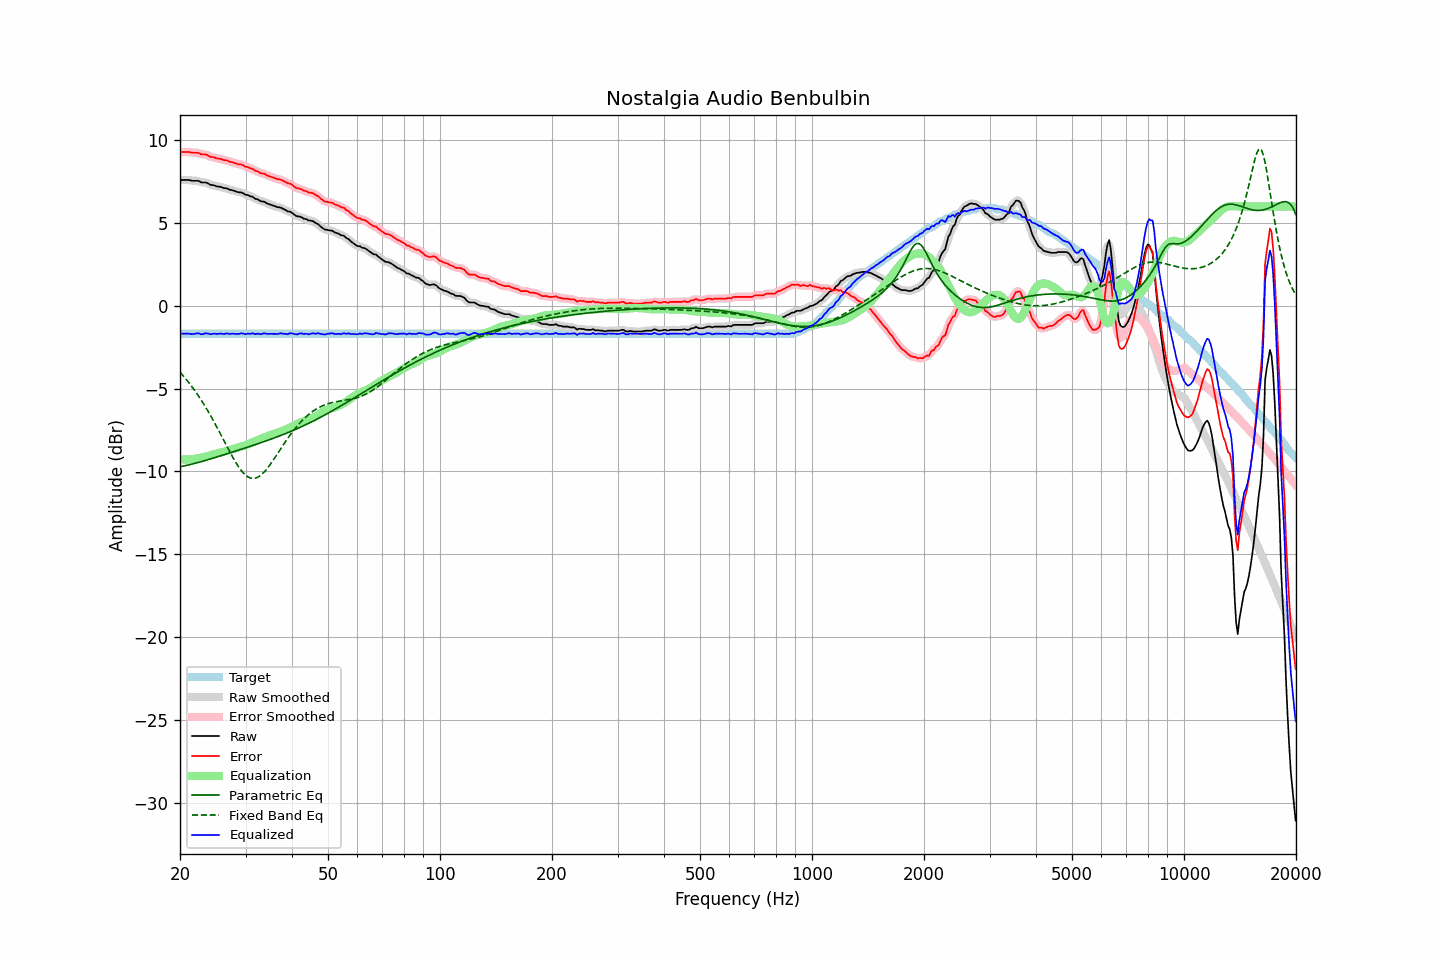 Nostalgia Audio Benbulbin
Amplitude (dBr)
10
5
0
−5
−10
−15
−20
−25
−30
Target
Raw Smoothed
Error Smoothed
Raw
Error
Equalization
Parametric Eq
Fixed Band Eq
Equalized
20 50 100 200 500 1000 2000 5000 10000 20000
Frequency (Hz)